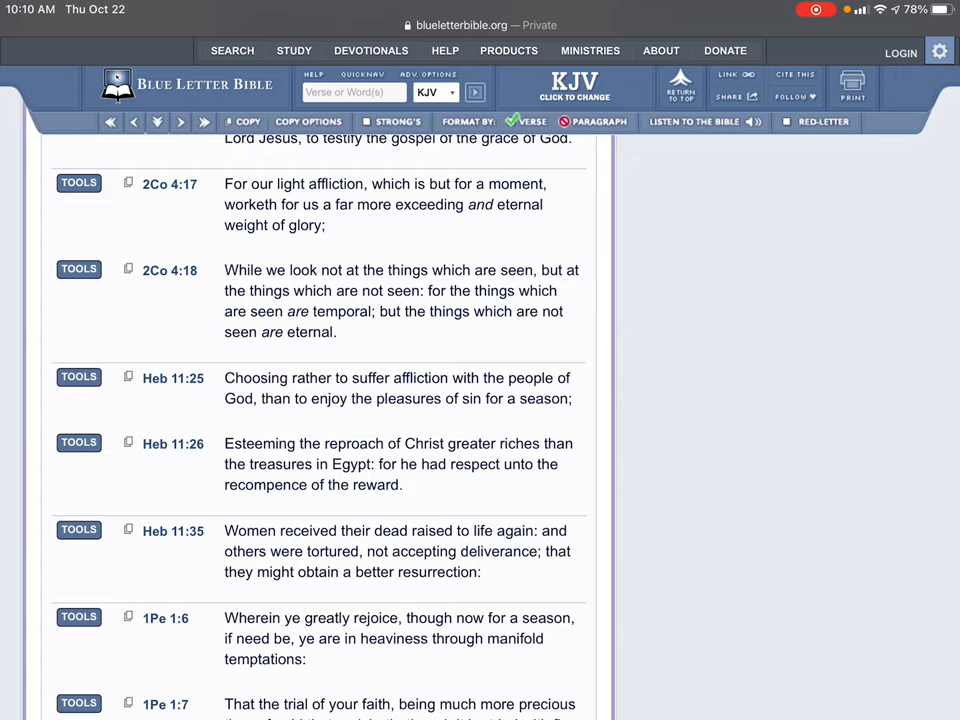 10:10 AM Thu Oct 22
78%
blueletterbible.org — Private
SEARCH STUDY DEVOTIONALS HELP PRODUCTS MINISTRIES ABOUT DONATE
LOGIN
BLUE LETTER BIBLE
HELP QUICKNAV ADV. OPTIONS
Verse or Word(s) KJV
KJV
CLICK TO CHANGE
RETURN
TO TOP
LINK CITE THIS
SHARE FOLLOW
PRINT
COPY COPY OPTIONS STRONG'S FORMAT BY: VERSE PARAGRAPH LISTEN TO THE BIBLE RED-LETTER
Lord Jesus, to testify the gospel of the grace of God.
TOOLS 2Co 4:17 For our light affliction, which is but for a moment,
worketh for us a far more exceeding and eternal
weight of glory;
TOOLS 2Co 4:18 While we look not at the things which are seen, but at
the things which are not seen: for the things which
are seen are temporal; but the things which are not
seen are eternal.
TOOLS Heb 11:25 Choosing rather to suffer affliction with the people of
God, than to enjoy the pleasures of sin for a season;
TOOLS Heb 11:26 Esteeming the reproach of Christ greater riches than
the treasures in Egypt: for he had respect unto the
recompence of the reward.
TOOLS Heb 11:35 Women received their dead raised to life again: and
others were tortured, not accepting deliverance; that
they might obtain a better resurrection:
TOOLS 1Pe 1:6 Wherein ye greatly rejoice, though now for a season,
if need be, ye are in heaviness through manifold
temptations:
TOOLS 1Pe 1:7 That the trial of your faith, being much more precious